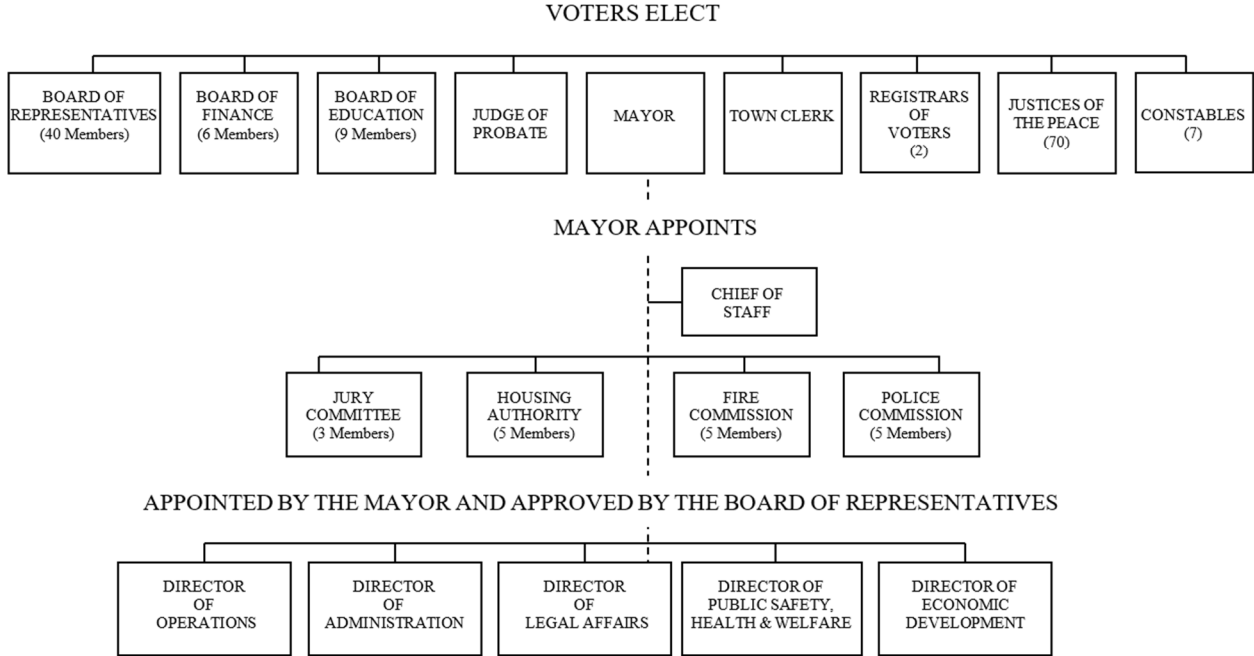 VOTERS ELECT
BOARD OF
REPRESENTATIVES
(40 Members)
BOARD OF
FINANCE
(6 Members)
BOARD OF
EDUCATION
(9 Members)
JUDGE OF
PROBATE
MAYOR
TOWN CLERK
REGISTRARS
OF
VOTERS
(2)
JUSTICES OF
THE PEACE
(70)
CONSTABLES
(7)
MAYOR APPOINTS
CHIEF OF
STAFF
JURY
COMMITTEE
(3 Members)
HOUSING
AUTHORITY
(5 Members)
FIRE
COMMISSION
(5 Members)
POLICE
COMMISSION
(5 Members)
APPOINTED BY THE MAYOR AND APPROVED BY THE BOARD OF REPRESENTATIVES
DIRECTOR
OF
OPERATIONS
DIRECTOR
OF
ADMINISTRATION
DIRECTOR
OF
LEGAL AFFAIRS
DIRECTOR OF
PUBLIC SAFETY,
HEALTH & WELFARE
DIRECTOR OF
ECONOMIC
DEVELOPMENT